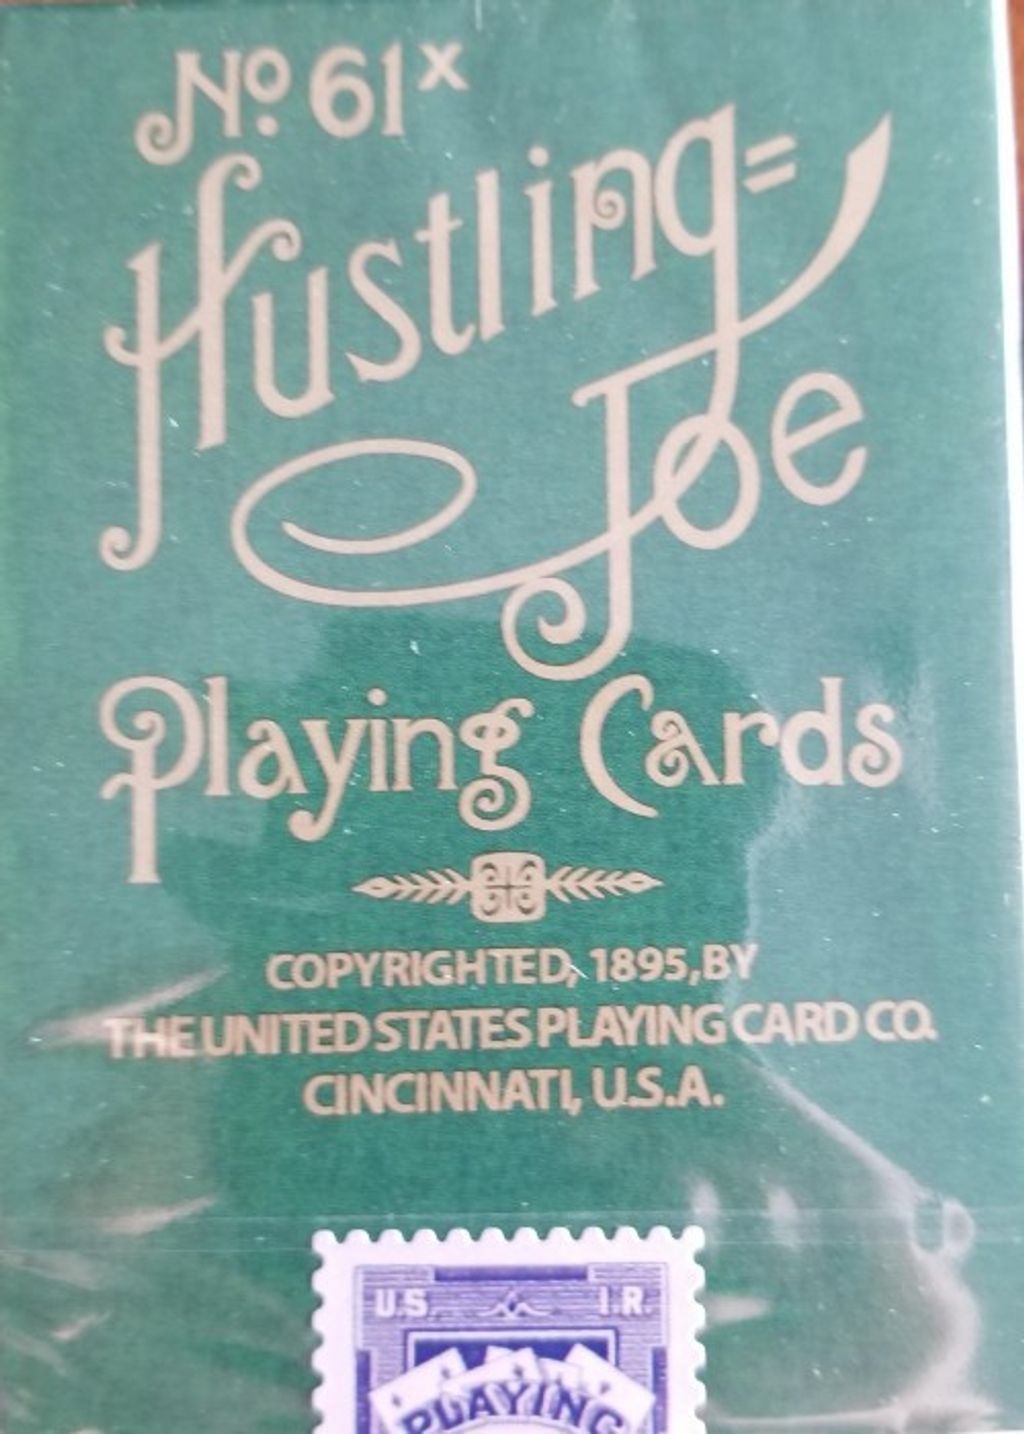 No. 61x
Hustling=
Joe
Playing Cards
COPYRIGHTED, 1895, BY
THE UNITED STATES PLAYING CARD CO.
CINCINNATI, U.S.A.
U.S. I.R.
PLAYING